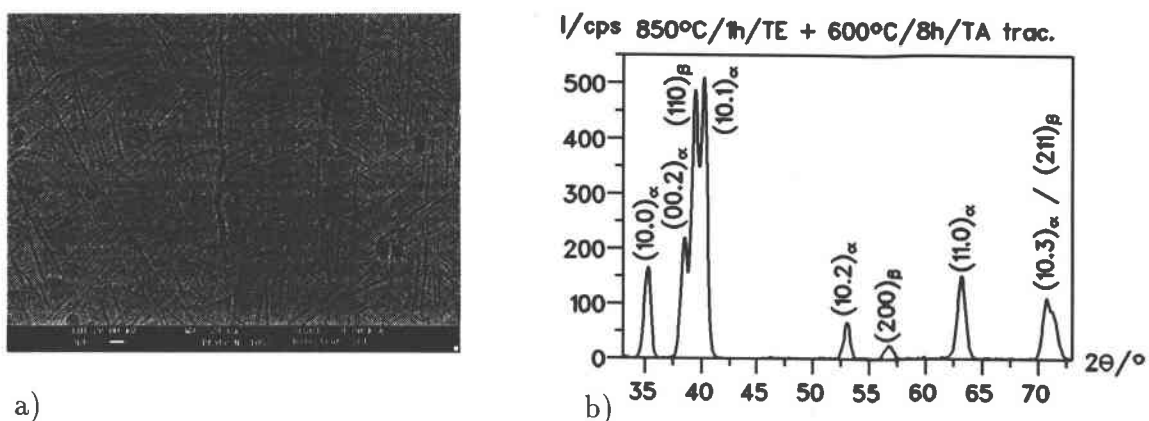 I/cps 850°C/1h/TE + 600°C/8h/TA trac.
500
400
300
200
100
0
(10.0)α
(00.2)α
(110)β
(10.1)α
(10.2)α
(200)β
(11.0)α
(10.3)α / (211)β
35 40 45 50 55 60 65 70
2θ/°
a)
b)